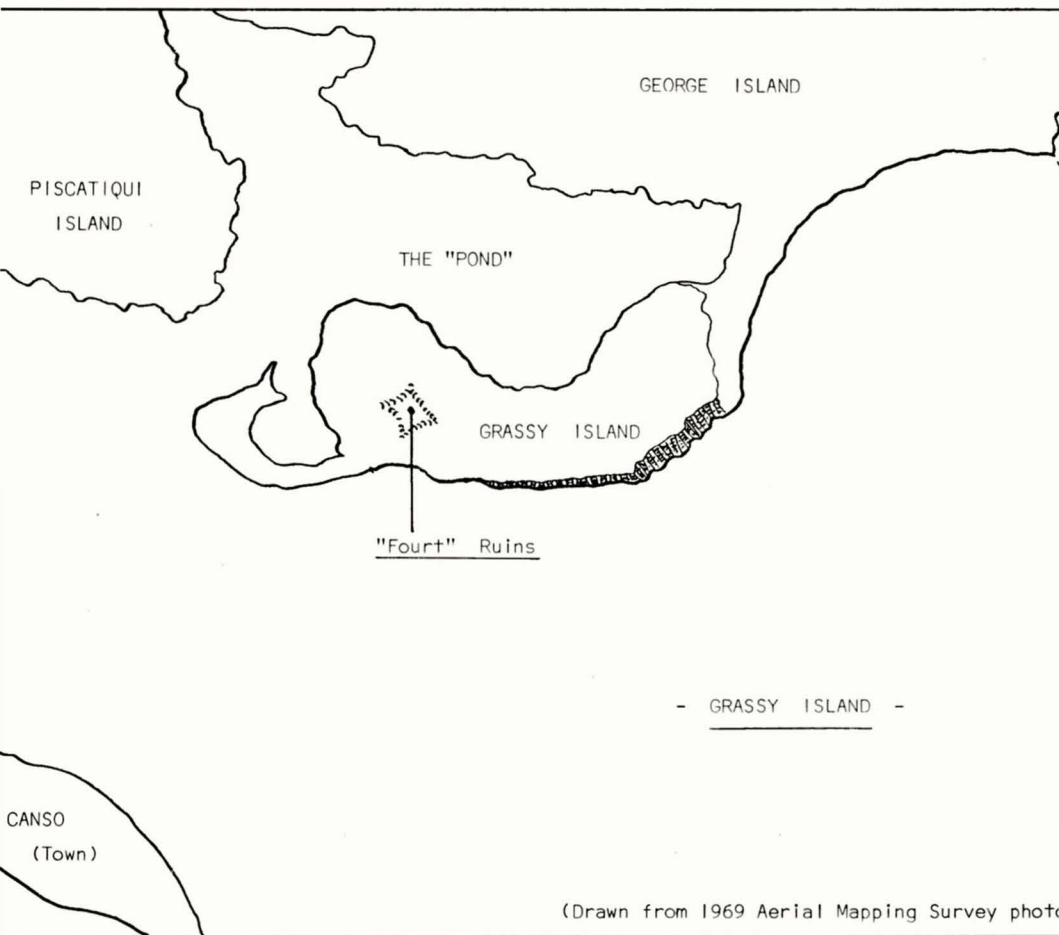 GEORGE ISLAND
PISCATIQUI
ISLAND
THE "POND"
GRASSY ISLAND
"Fourt" Ruins
- GRASSY ISLAND -
CANSO
(Town)
(Drawn from 1969 Aerial Mapping Survey